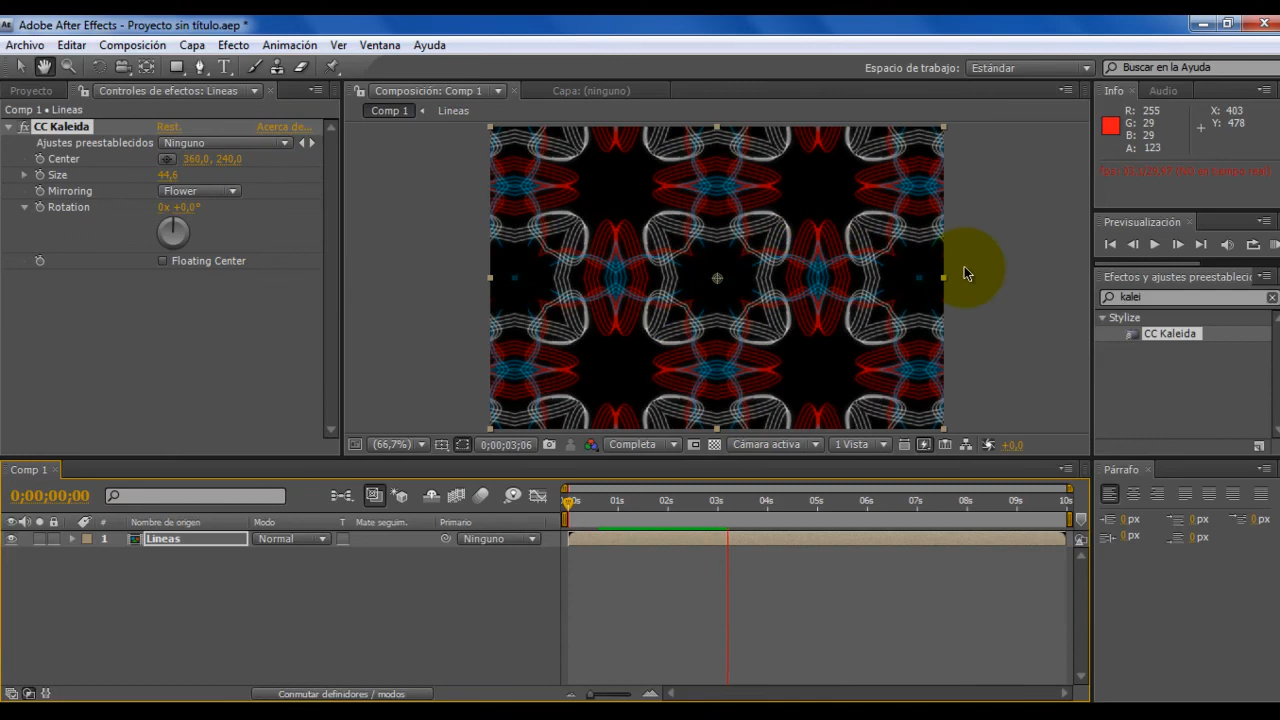 Adobe After Effects - Proyecto sin título.aep *
Archivo Editar Composición Capa Efecto Animación Ver Ventana Ayuda
Espacio de trabajo: Estándar Buscar en la Ayuda
Proyecto Controles de efectos: Lineas Composición: Comp 1 Capa: (ninguno) Info Audio
Comp 1 • Lineas
Comp 1 Lineas
R: 255 X: 403
G: 29 Y: 478
B: 29
A: 123
CC Kaleida Rest. Acerca de...
Ajustes preestablecidos Ninguno
Center 360,0, 240,0
Size 44,6
Mirroring Flower
Rotation 0x +0,0°
Floating Center
Previsualización
Efectos y ajustes preestableci
kalei
Stylize
CC Kaleida
(66,7%) 0;00;03;06 Completa Cámara activa 1 Vista +0,0
Comp 1 Párrafo
0;00;00;00
01s 02s 03s 04s 05s 06s 07s 08s 09s 10s
# Nombre de origen Modo T Mate seguim. Primario
1 Lineas Normal Ninguno
0 px 0 px 0 px
0 px 0 px
Conmutar definidores / modos